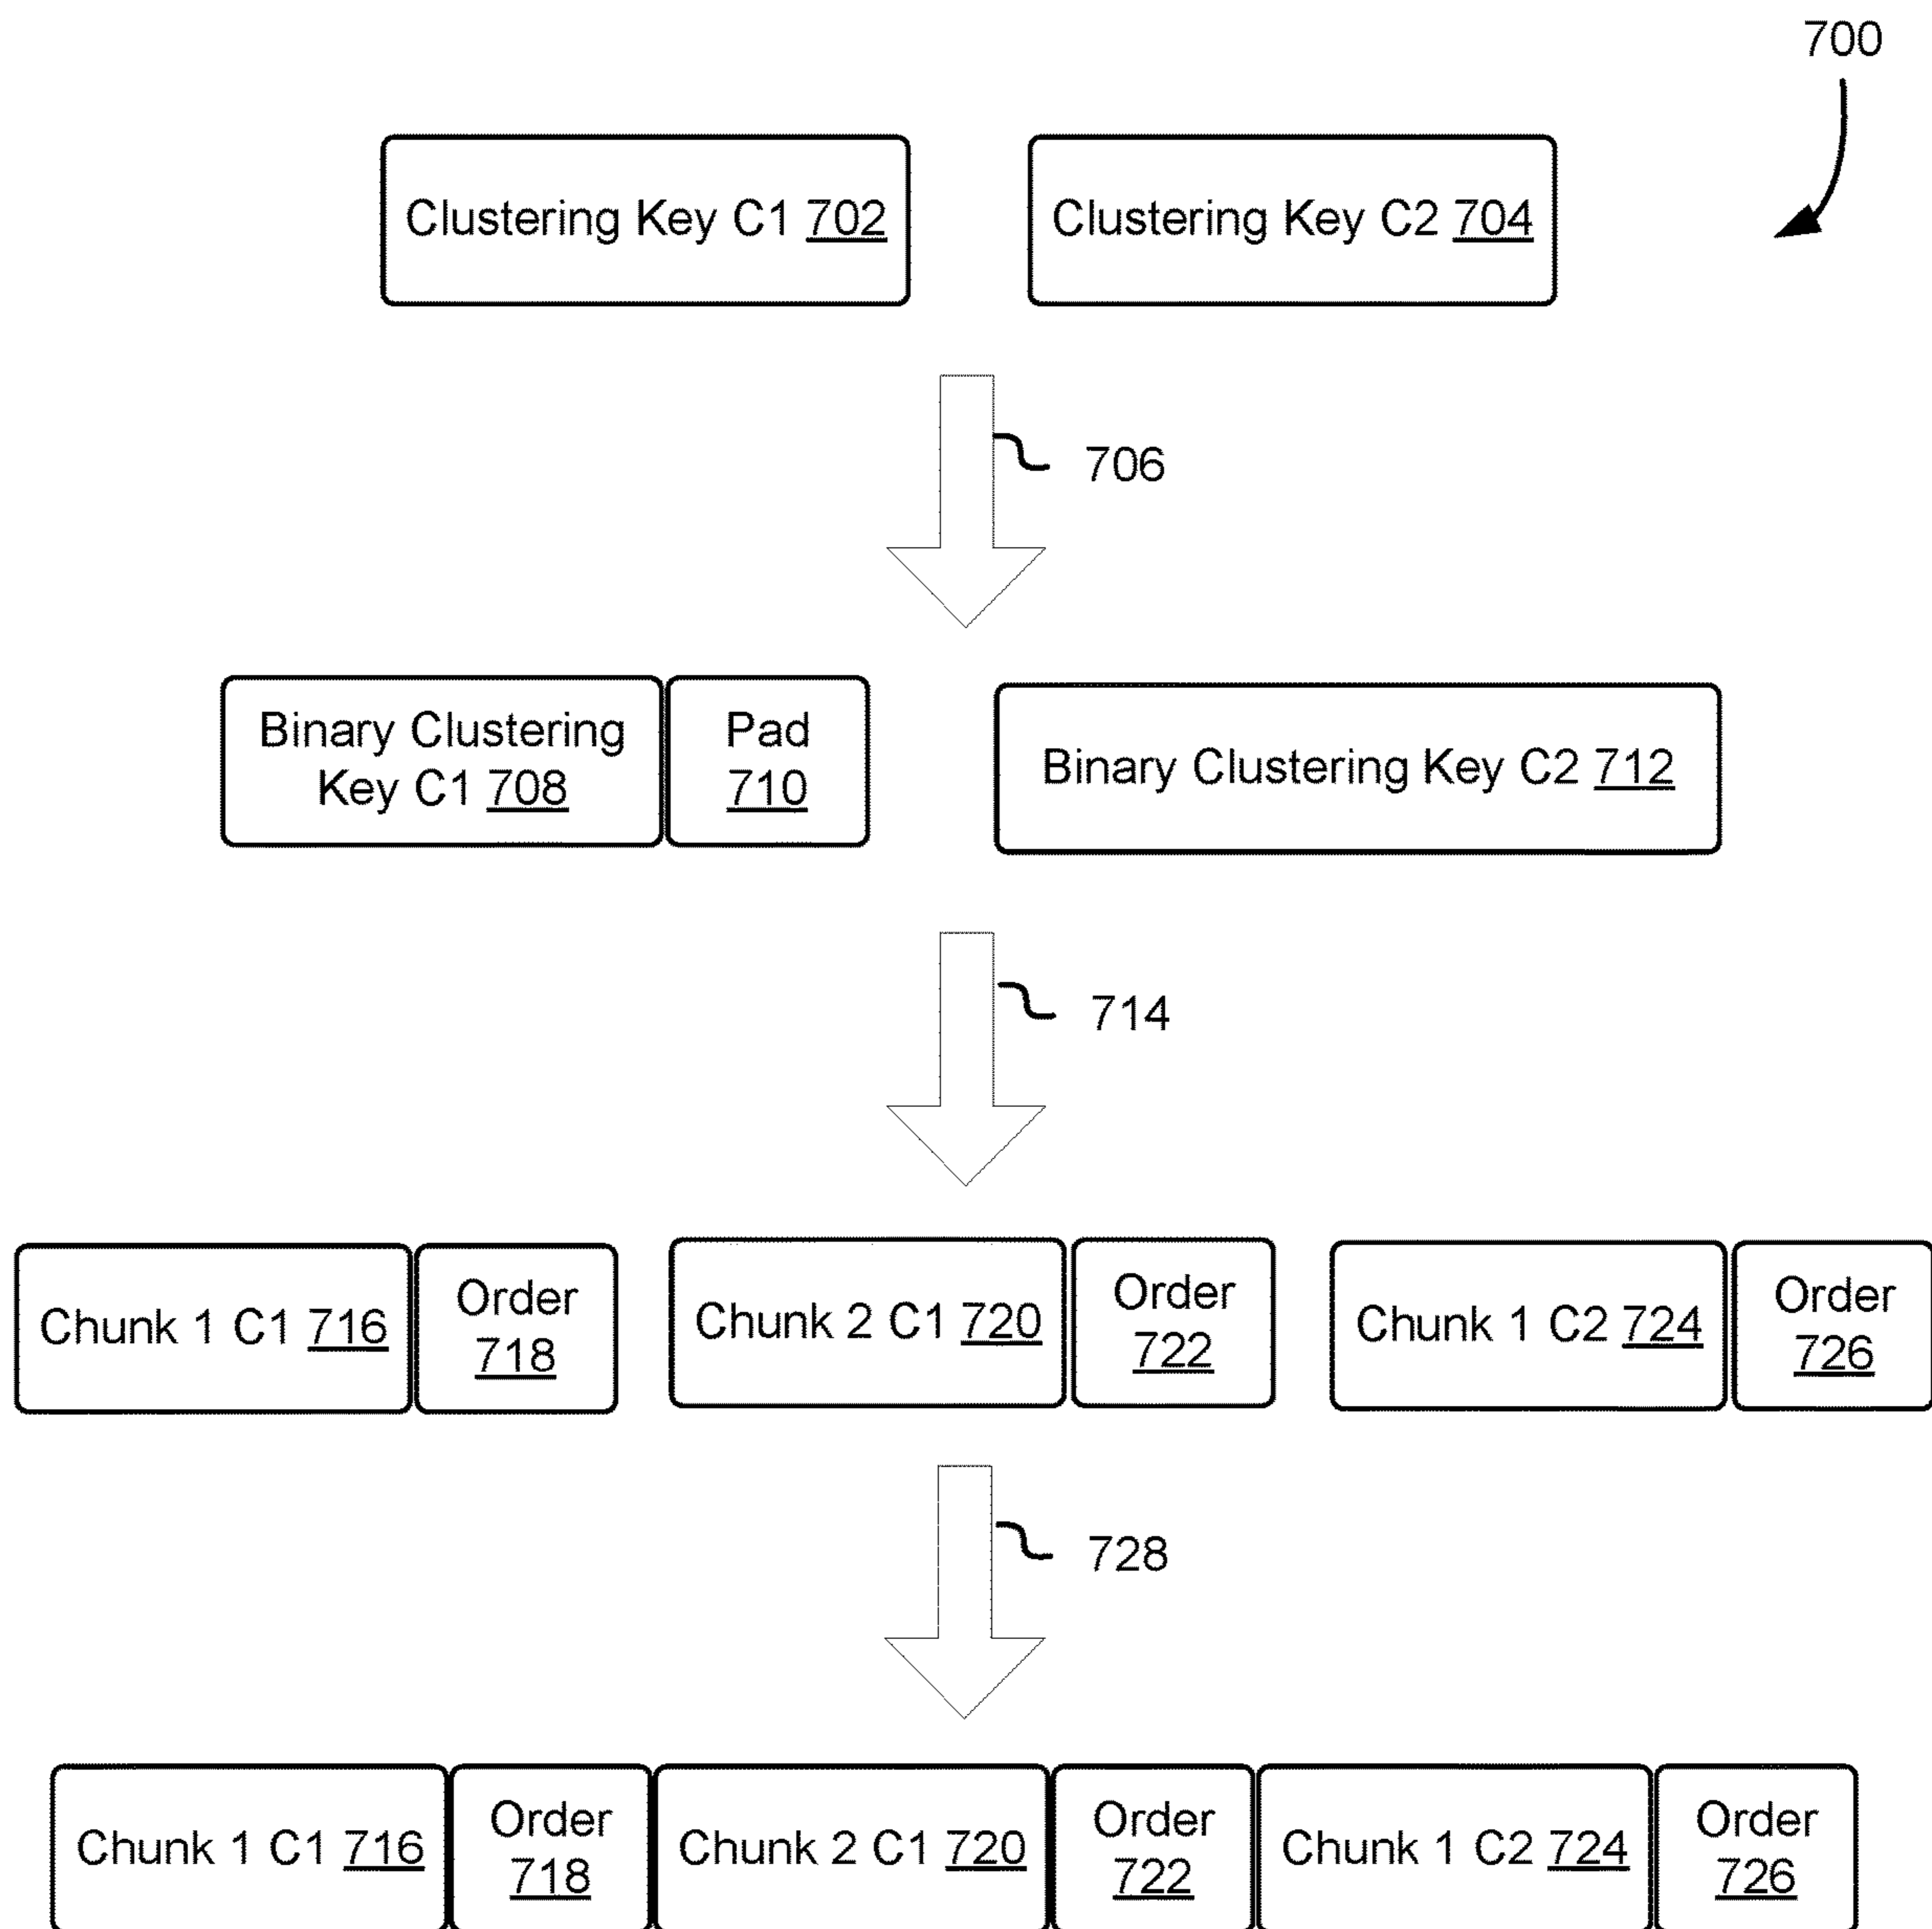 700
Clustering Key C1 702
Clustering Key C2 704
706
Binary Clustering
Key C1 708
Pad
710
Binary Clustering Key C2 712
714
Chunk 1 C1 716
Order
718
Chunk 2 C1 720
Order
722
Chunk 1 C2 724
Order
726
728
Chunk 1 C1 716
Order
718
Chunk 2 C1 720
Order
722
Chunk 1 C2 724
Order
726